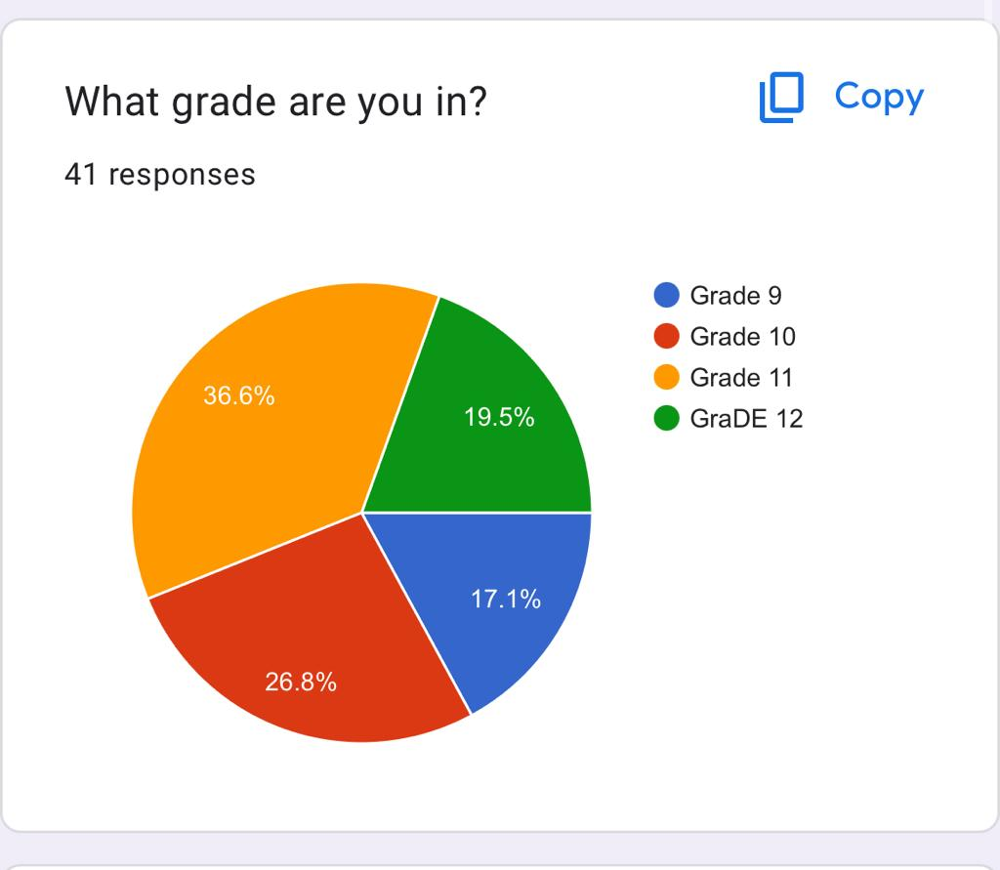 What grade are you in?
Copy
41 responses
Grade 9
Grade 10
Grade 11
GraDE 12
36.6%
19.5%
17.1%
26.8%